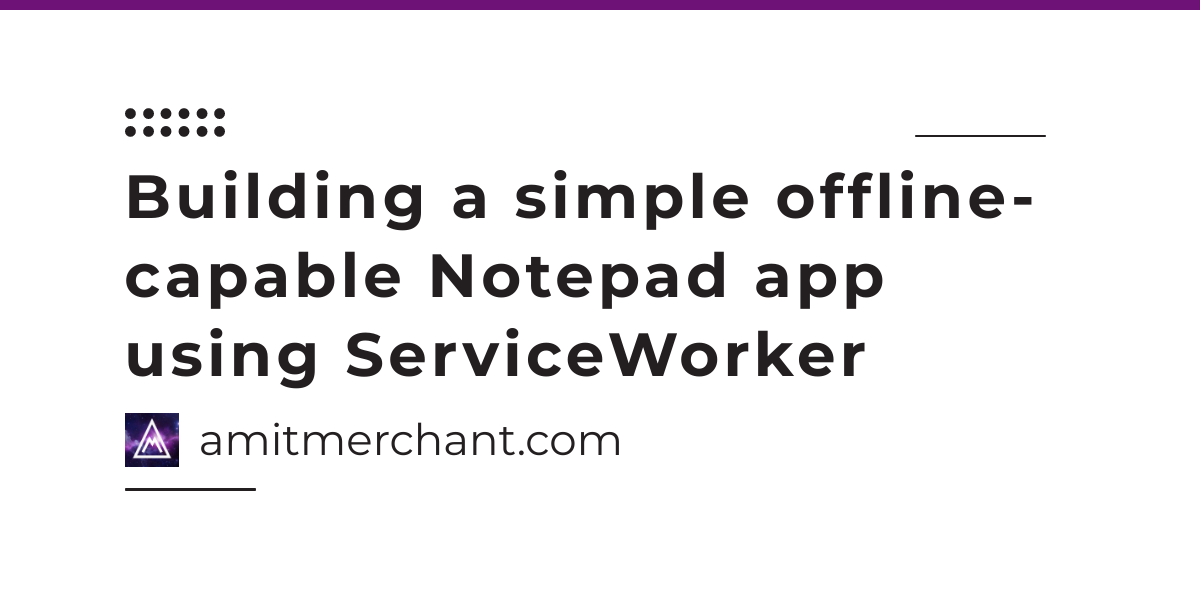 Building a simple offline-
capable Notepad app
using ServiceWorker
amitmerchant.com